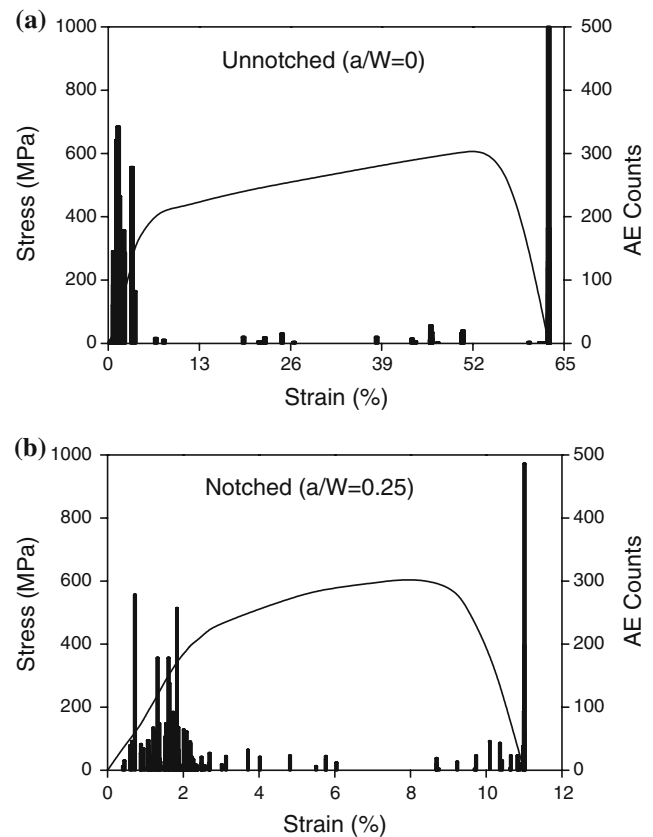 (a)
Unnotched (a/W=0)
Stress (MPa)
1000
800
600
400
200
0
AE Counts
500
400
300
200
100
0
0 13 26 39 52 65
Strain (%)
(b)
Notched (a/W=0.25)
Stress (MPa)
1000
800
600
400
200
0
AE Counts
500
400
300
200
100
0
0 2 4 6 8 10 12
Strain (%)